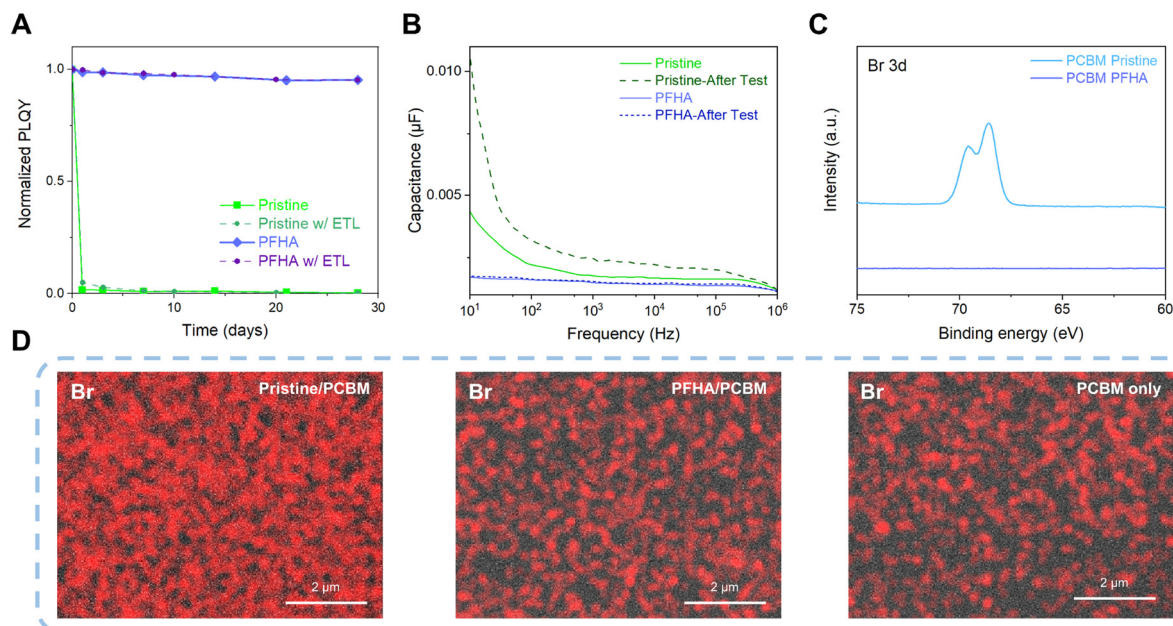 A
Normalized PLQY
1.0
0.5
0.0
0
10
20
30
Time (days)
Pristine
Pristine w/ ETL
PFHA
PFHA w/ ETL
B
Capacitance (µF)
0.010
0.005
10¹
10²
10³
10⁴
10⁵
10⁶
Frequency (Hz)
Pristine
Pristine-After Test
PFHA
PFHA-After Test
C
Br 3d
PCBM Pristine
PCBM PFHA
Intensity (a.u.)
75
70
65
60
Binding energy (eV)
D
Br
Pristine/PCBM
2 µm
Br
PFHA/PCBM
2 µm
Br
PCBM only
2 µm